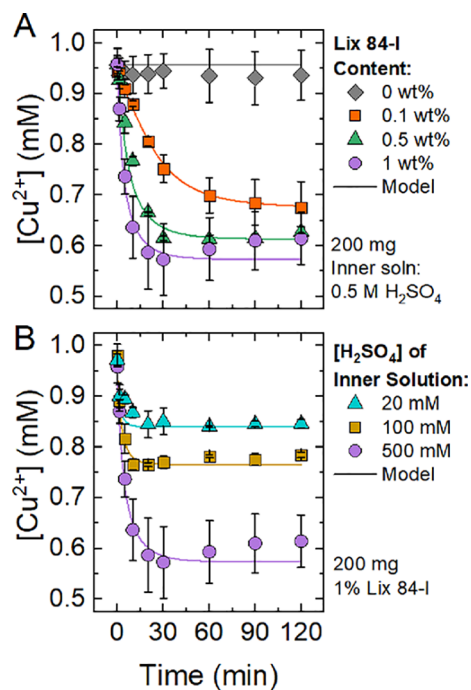 A
1.0
0.9
0.8
0.7
0.6
0.5
[Cu²⁺] (mM)
Lix 84-I
Content:
0 wt%
0.1 wt%
0.5 wt%
1 wt%
Model
200 mg
Inner soln:
0.5 M H₂SO₄
B
1.0
0.9
0.8
0.7
0.6
0.5
[Cu²⁺] (mM)
0 30 60 90 120
Time (min)
[H₂SO₄] of
Inner Solution:
20 mM
100 mM
500 mM
Model
200 mg
1% Lix 84-I